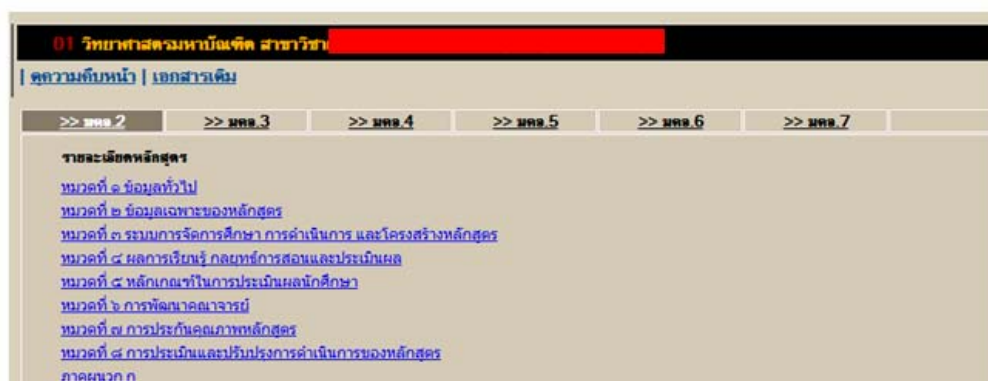 01 วิทยาศาสตรมหาบัณฑิต สาขาวิชา
| ดูความคืบหน้า | เอกสารเดิม
>> มคอ.2 >> มคอ.3 >> มคอ.4 >> มคอ.5 >> มคอ.6 >> มคอ.7
รายละเอียดหลักสูตร
หมวดที่ ๑ ข้อมูลทั่วไป
หมวดที่ ๒ ข้อมูลเฉพาะของหลักสูตร
หมวดที่ ๓ ระบบการจัดการศึกษา การดำเนินการ และโครงสร้างหลักสูตร
หมวดที่ ๔ ผลการเรียนรู้ กลยุทธ์การสอนและประเมินผล
หมวดที่ ๕ หลักเกณฑ์ในการประเมินผลนักศึกษา
หมวดที่ ๖ การพัฒนาคณาจารย์
หมวดที่ ๗ การประกันคุณภาพหลักสูตร
หมวดที่ ๘ การประเมินและปรับปรุงการดำเนินการของหลักสูตร
ภาคผนวก ก